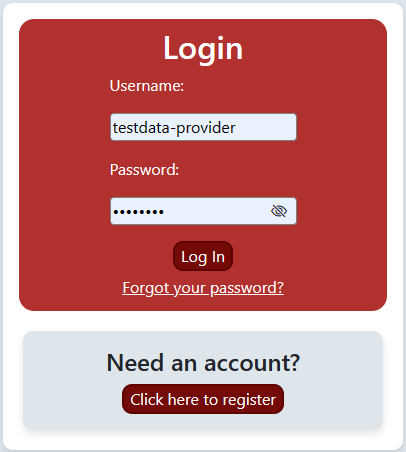 Login
Username:
testdata-provider
Password:
••••••••
Log In
Forgot your password?
Need an account?
Click here to register